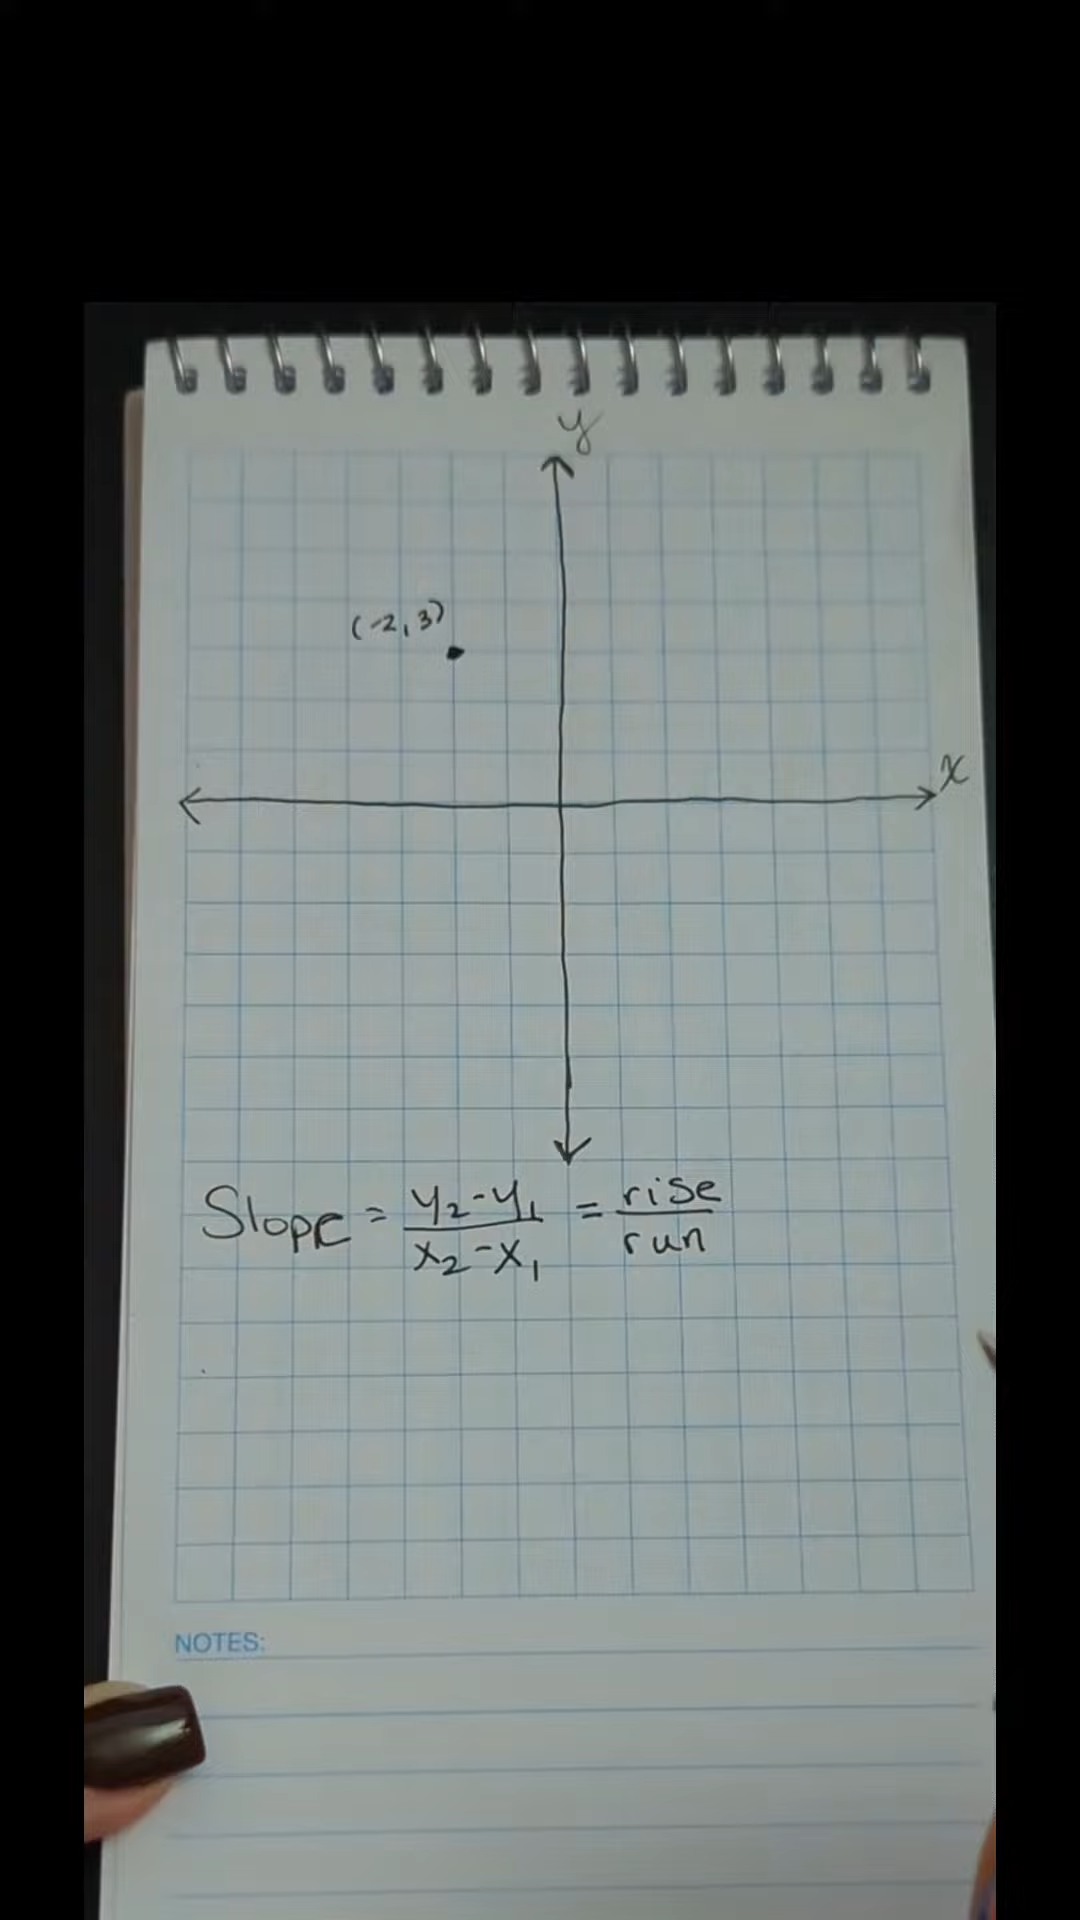 y
(-2, 3)
x
Slope = y₂-y₁ / x₂-x₁ = rise / run
NOTES: